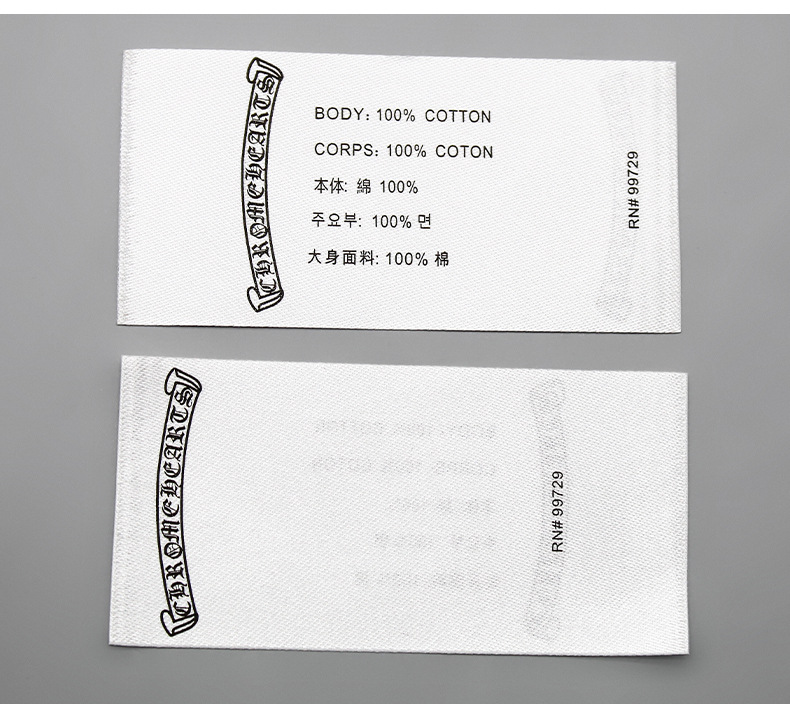 CHROMEHEARTS
BODY: 100% COTTON
CORPS: 100% COTON
本体: 綿 100%
주요부: 100% 면
大身面料: 100% 棉
RN# 99729
CHROMEHEARTS
RN# 99729